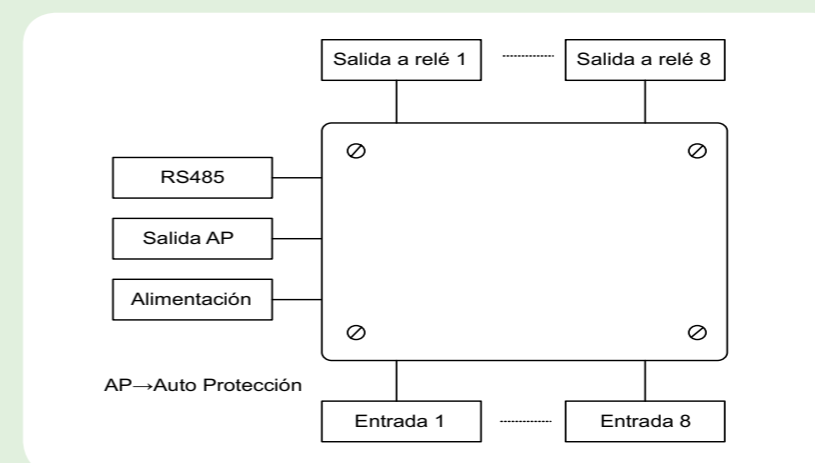 Salida a relé 1
Salida a relé 8
RS485
Salida AP
Alimentación
AP→Auto Protección
Entrada 1
Entrada 8